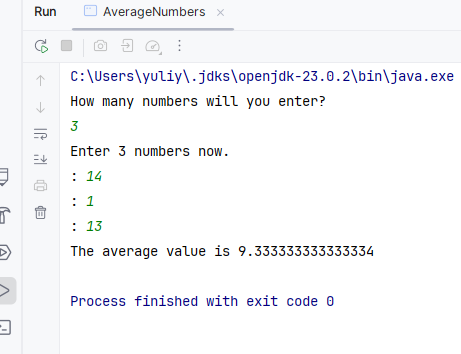 Run AverageNumbers
C:\Users\yuliy\.jdks\openjdk-23.0.2\bin\java.exe
How many numbers will you enter?
3
Enter 3 numbers now.
: 14
: 1
: 13
The average value is 9.333333333333334
Process finished with exit code 0